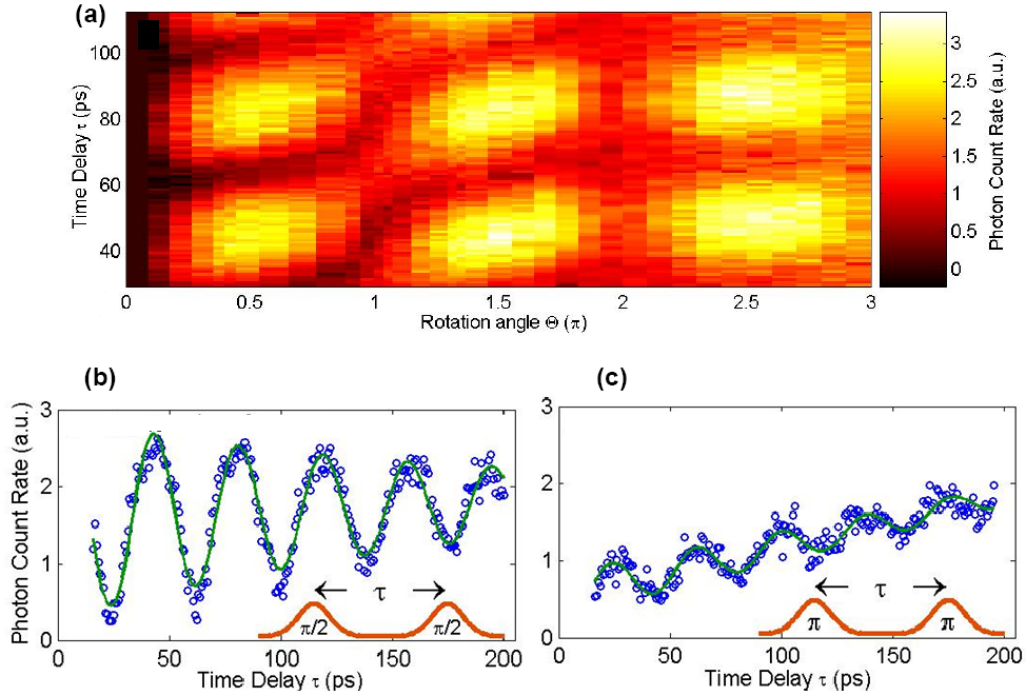 (a)
Time Delay τ (ps)
100
80
60
40
0
0.5
1
1.5
2
2.5
3
Rotation angle Θ (π)
3
2.5
2
1.5
1
0.5
0
Photon Count Rate (a.u.)
(b)
Photon Count Rate (a.u.)
3
2
1
0
τ
π/2
π/2
0
50
100
150
200
Time Delay τ (ps)
(c)
3
2
1
0
τ
π
π
0
50
100
150
200
Time Delay τ (ps)